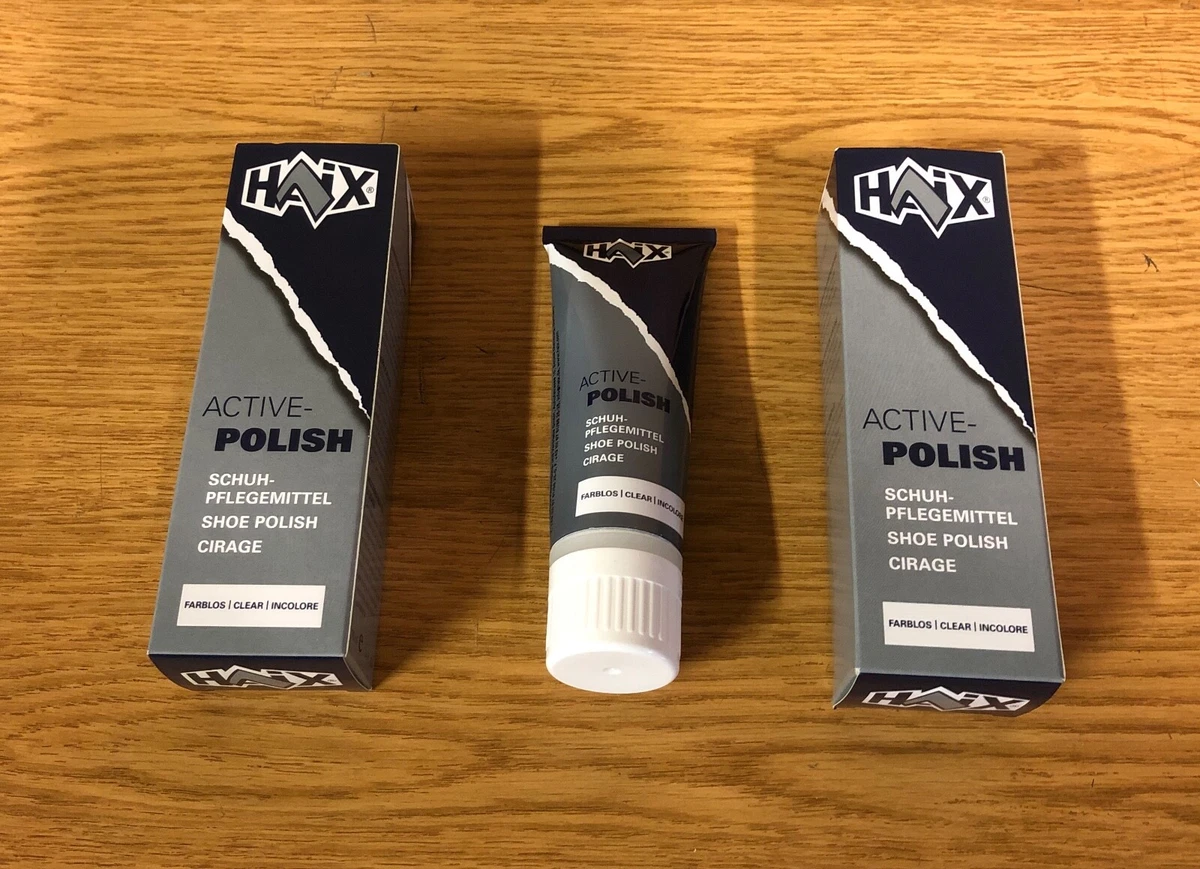 HAIX®
ACTIVE-
POLISH
SCHUH-
PFLEGEMITTEL
SHOE POLISH
CIRAGE
FARBLOS | CLEAR | INCOLORE
HAIX
HAIX
ACTIVE-
POLISH
SCHUH-
PFLEGEMITTEL
SHOE POLISH
CIRAGE
FARBLOS | CLEAR | INCOLORE
HAIX®
ACTIVE-
POLISH
SCHUH-
PFLEGEMITTEL
SHOE POLISH
CIRAGE
FARBLOS | CLEAR | INCOLORE
HAIX